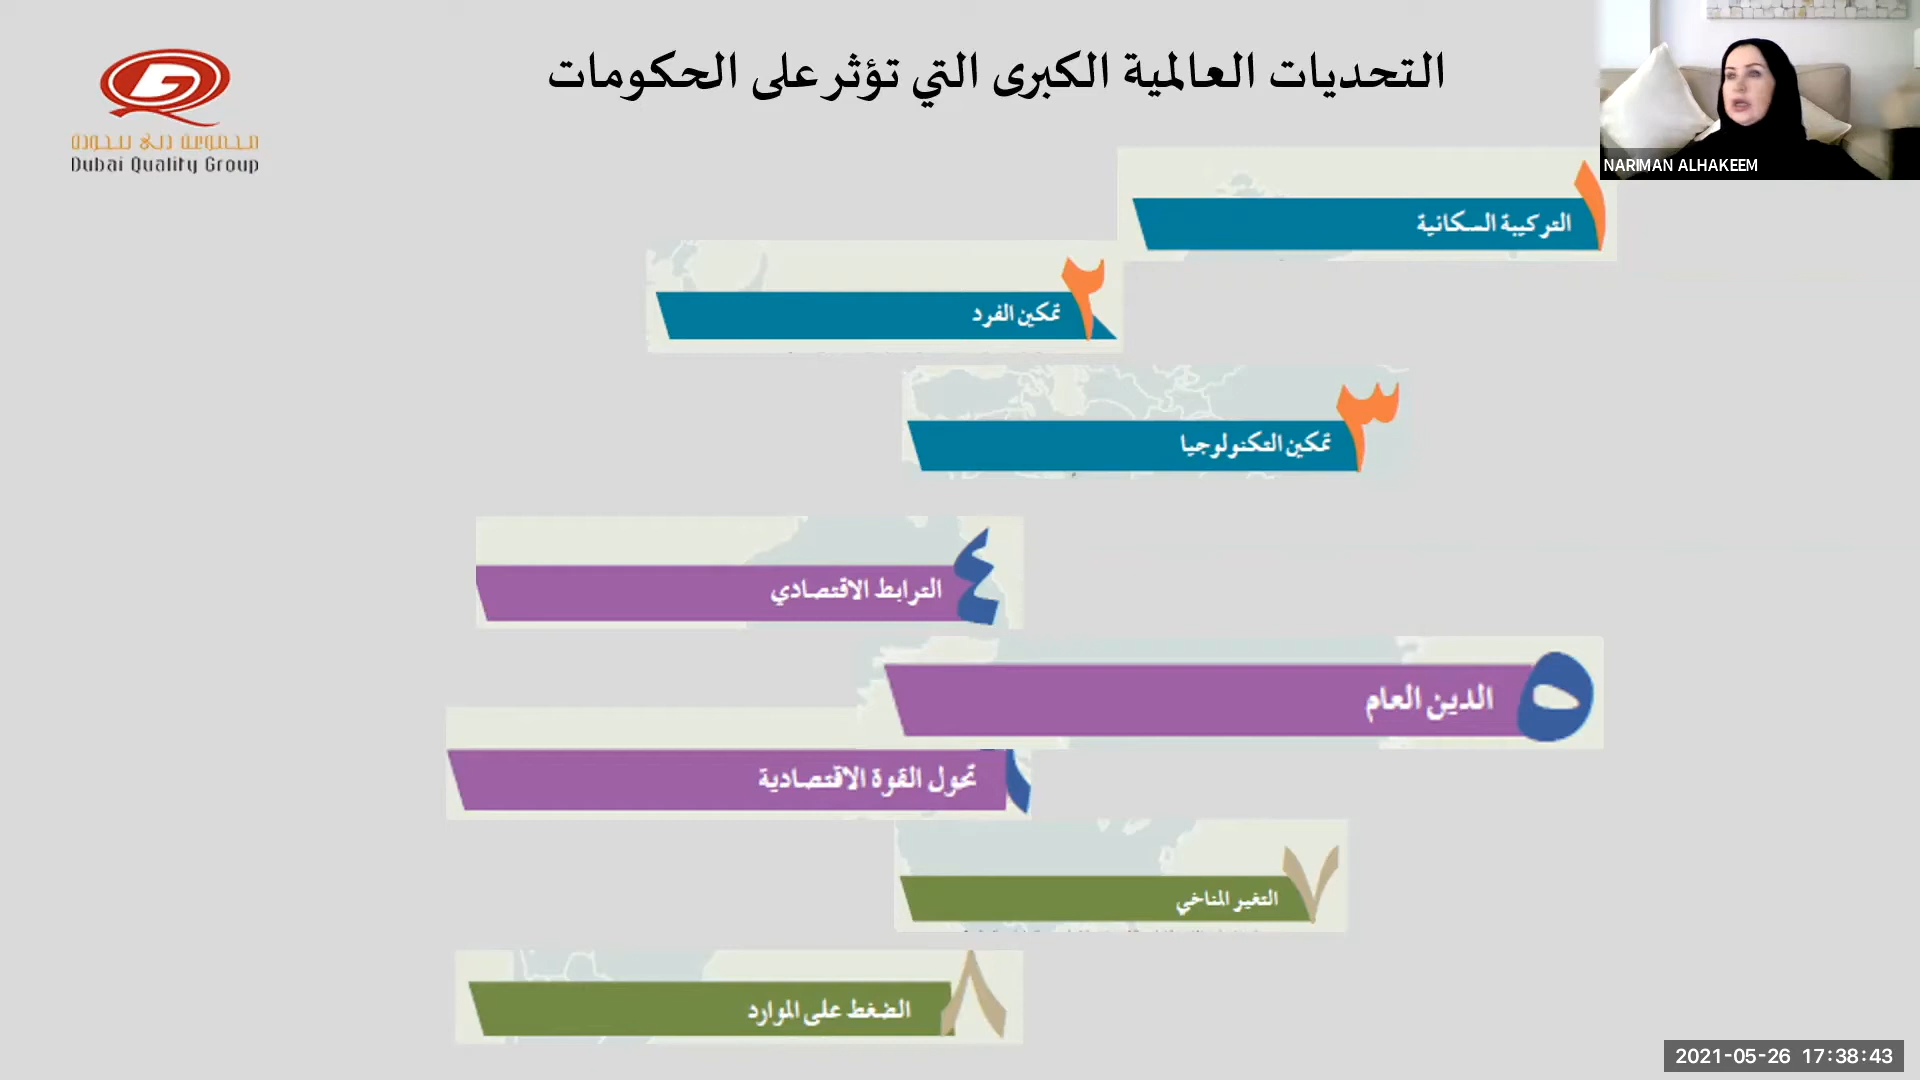 التحديات العالمية الكبرى التي تؤثر على الحكومات
مجموعة دبي للجودة
Dubai Quality Group
NARIMAN ALHAKEEM
١
التركيبة السكانية
٢
تمكين الفرد
٣
تمكين التكنولوجيا
٤
الترابط الاقتصادي
٥
الدين العام
تحول القوة الاقتصادية
٧
التغير المناخي
٨
الضغط على الموارد
2021-05-26 17:38:43